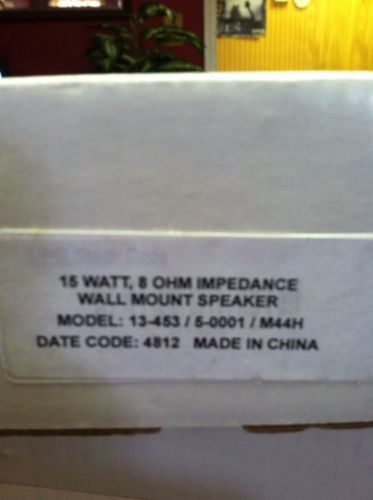 15 WATT, 8 OHM IMPEDANCE
WALL MOUNT SPEAKER
MODEL: 13-453 / 5-0001 / M44H
DATE CODE: 4812 MADE IN CHINA